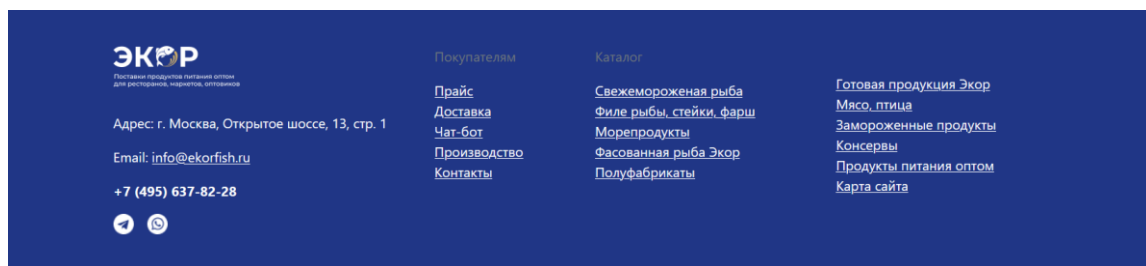 ЭКОР
Поставки продуктов питания оптом
для ресторанов, маркетов, оптовиков
Адрес: г. Москва, Открытое шоссе, 13, стр. 1
Email: info@ekorfish.ru
+7 (495) 637-82-28
Покупателям
Прайс
Доставка
Чат-бот
Производство
Контакты
Каталог
Свежемороженая рыба
Филе рыбы, стейки, фарш
Морепродукты
Фасованная рыба Экор
Полуфабрикаты
Готовая продукция Экор
Мясо, птица
Замороженные продукты
Консервы
Продукты питания оптом
Карта сайта